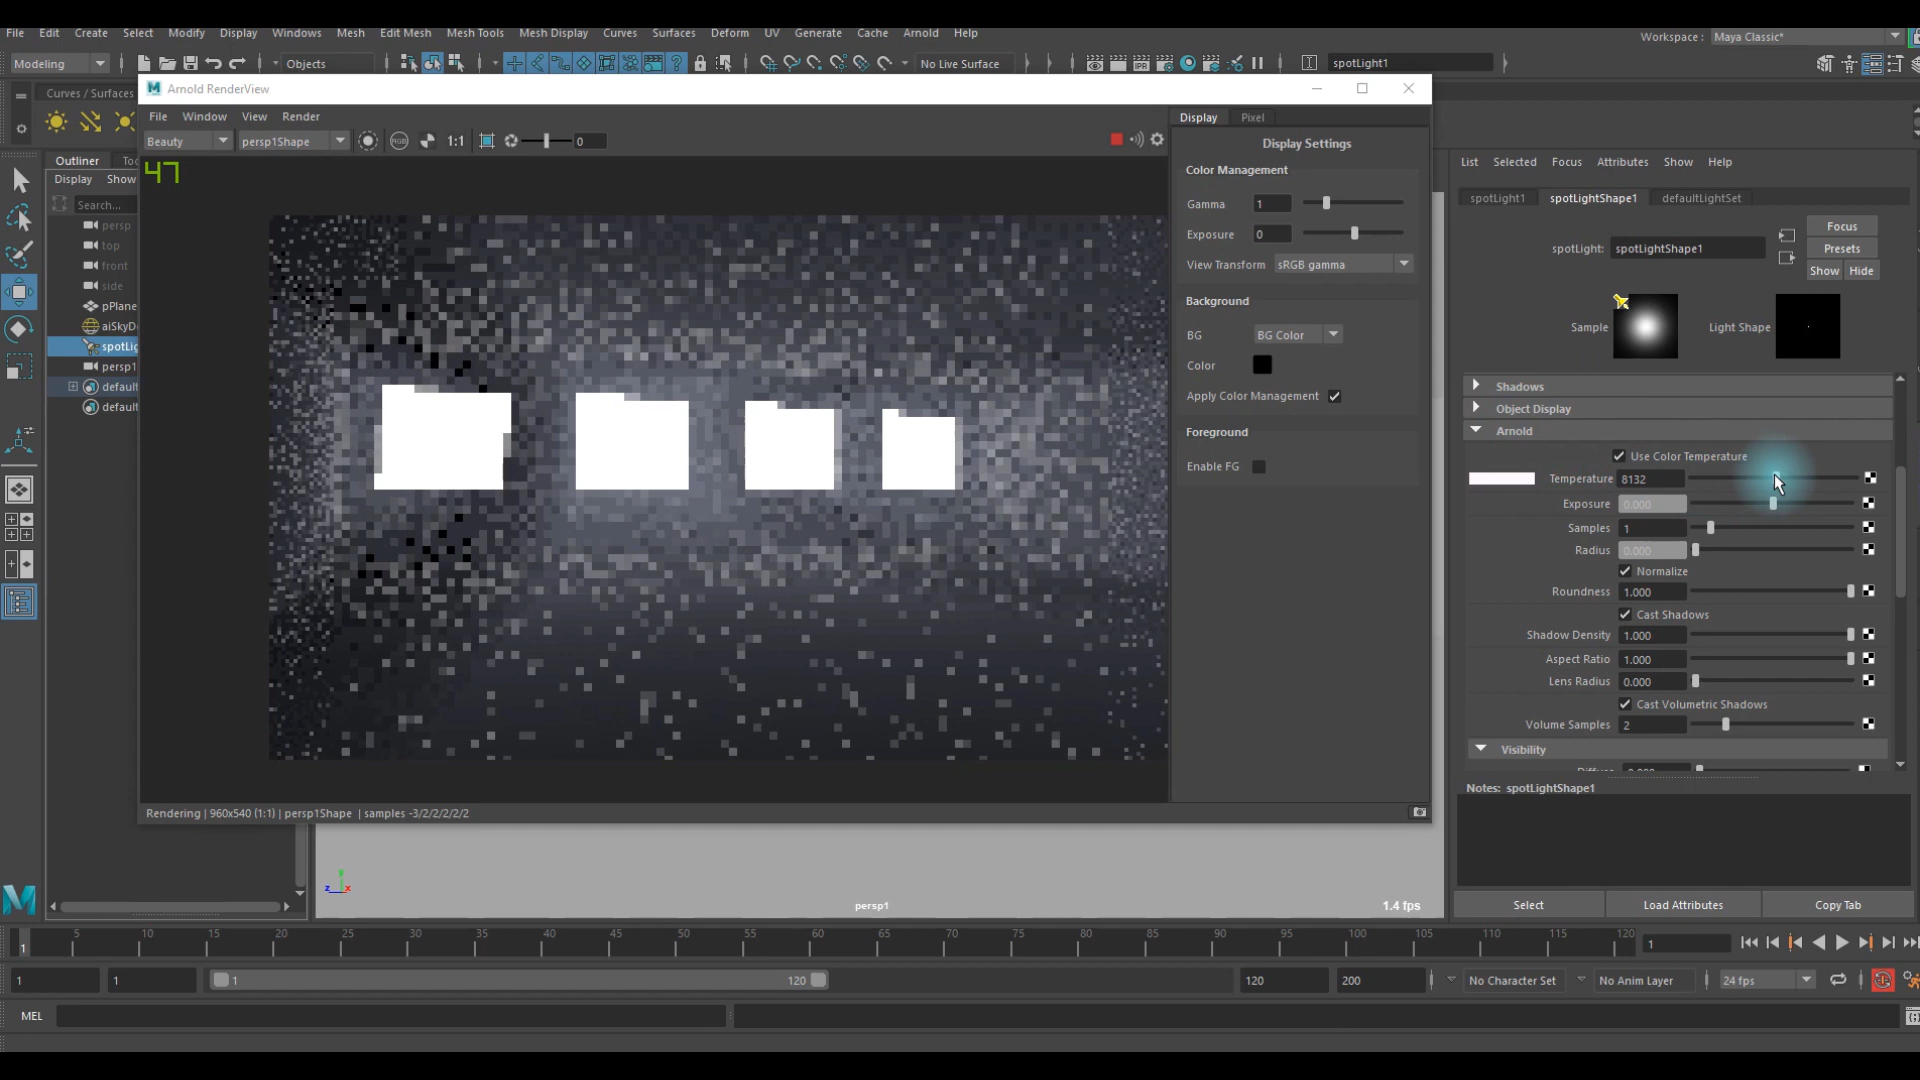 File Edit Create Select Modify Display Windows Mesh Edit Mesh Mesh Tools Mesh Display Curves Surfaces Deform UV Generate Cache Arnold Help
Workspace : Maya Classic*
Modeling Objects No Live Surface spotLight1
Curves / Surfaces
Arnold RenderView
File Window View Render
Beauty persp1Shape 1:1 0
47
Display Pixel
Display Settings
Color Management
Gamma 1
Exposure 0
View Transform sRGB gamma
Background
BG BG Color
Color
Apply Color Management
Foreground
Enable FG
Rendering | 960x540 (1:1) | persp1Shape | samples -3/2/2/2/2/2
Outliner
Display Show
Search...
persp
top
front
side
pPlane
aiSkyD
spotLig
persp1
default
default
persp1
1.4 fps
List Selected Focus Attributes Show Help
spotLight1 spotLightShape1 defaultLightSet
Focus
spotLight: spotLightShape1
Presets
Show Hide
Sample Light Shape
Shadows
Object Display
Arnold
Use Color Temperature
Temperature 8132
Exposure 0.000
Samples 1
Radius 0.000
Normalize
Roundness 1.000
Cast Shadows
Shadow Density 1.000
Aspect Ratio 1.000
Lens Radius 0.000
Cast Volumetric Shadows
Volume Samples 2
Visibility
Notes: spotLightShape1
Select Load Attributes Copy Tab
1 5 10 15 20 25 30 35 40 45 50 55 60 65 70 75 80 85 90 95 100 105 110 115 120 1
1 1 1 120 120 200 No Character Set No Anim Layer 24 fps
MEL